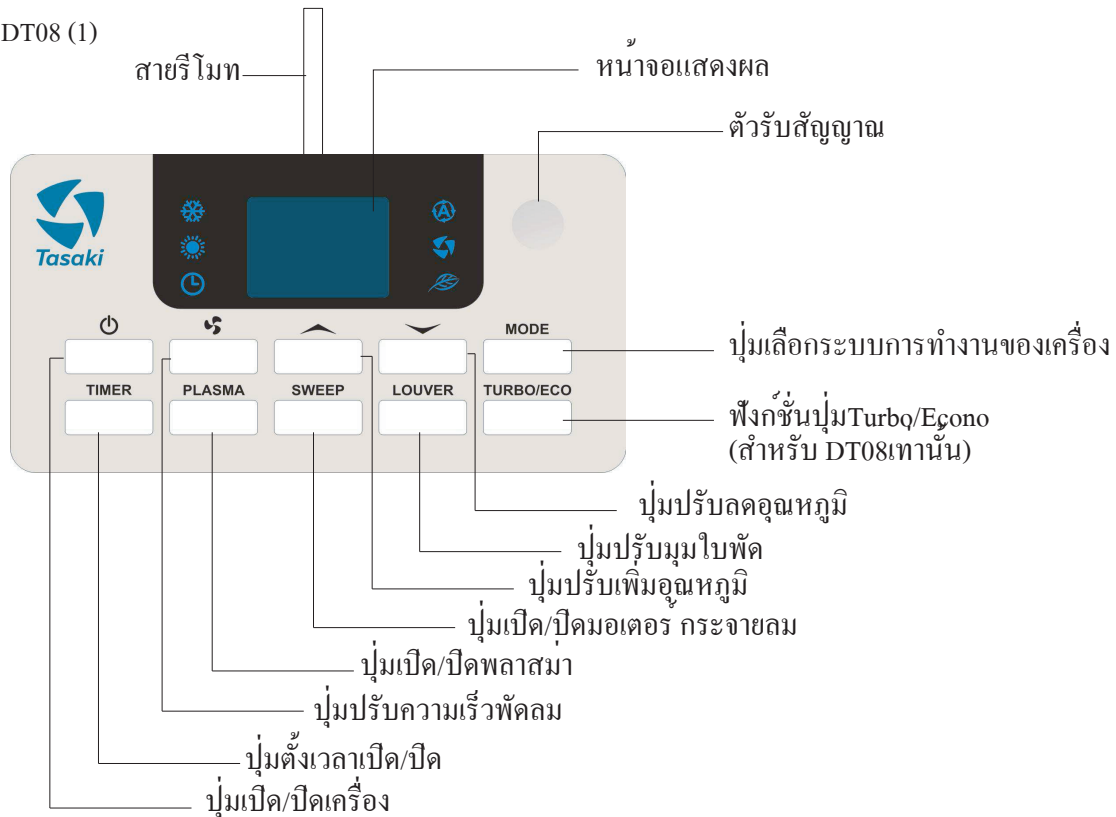 DT08 (1)
สายรีโมท
หน้าจอแสดงผล
ตัวรับสัญญาณ
Tasaki
MODE
ปุ่มเลือกระบบการทำงานของเครื่อง
TIMER
PLASMA
SWEEP
LOUVER
TURBO/ECO
ฟังก์ชั่นปุ่มTurbo/Econo
(สำหรับ DT08เท่านั้น)
ปุ่มปรับลดอุณหภูมิ
ปุ่มปรับมุมใบพัด
ปุ่มปรับเพิ่มอุณหภูมิ
ปุ่มเปิด/ปิดมอเตอร์ กระจายลม
ปุ่มเปิด/ปิดพลาสม่า
ปุ่มปรับความเร็วพัดลม
ปุ่มตั้งเวลาเปิด/ปิด
ปุ่มเปิด/ปิดเครื่อง